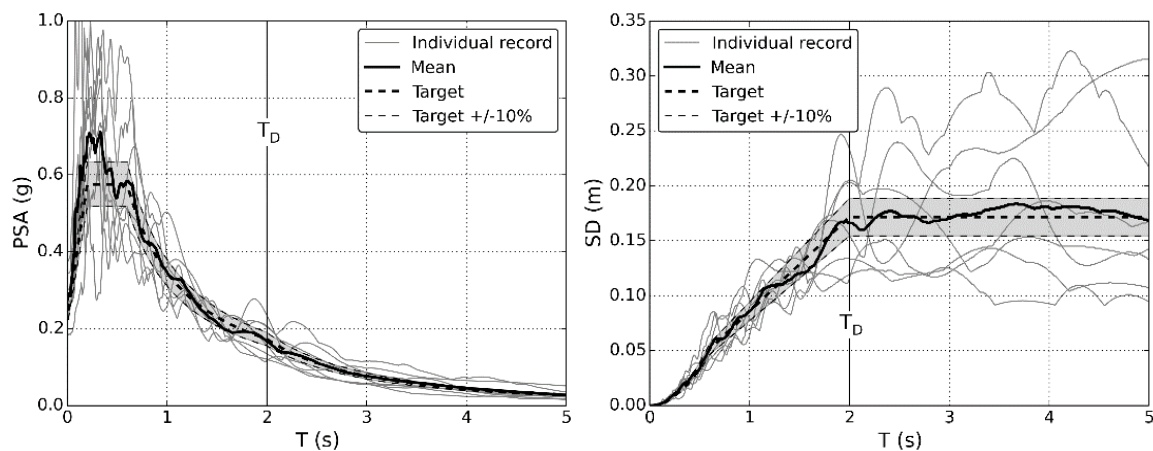 1.0
0.8
0.6
0.4
0.2
0.0
PSA (g)
0
1
2
3
4
5
T (s)
T_D
Individual record
Mean
Target
Target +/-10%
0.35
0.30
0.25
0.20
0.15
0.10
0.05
0.00
SD (m)
0
1
2
3
4
5
T (s)
T_D
Individual record
Mean
Target
Target +/-10%